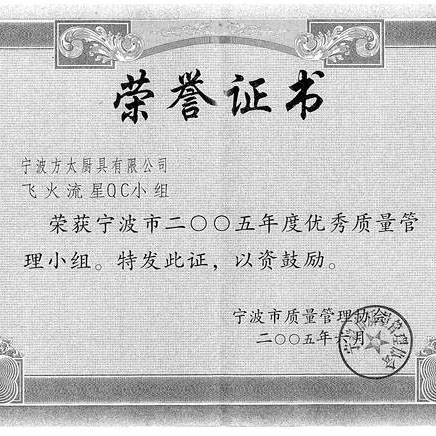 荣誉证书
宁波方太厨具有限公司
飞火流星QC小组
荣获宁波市二〇〇五年度优秀质量管
理小组。特发此证，以资鼓励。
宁波市质量管理协会
二〇〇五年六月